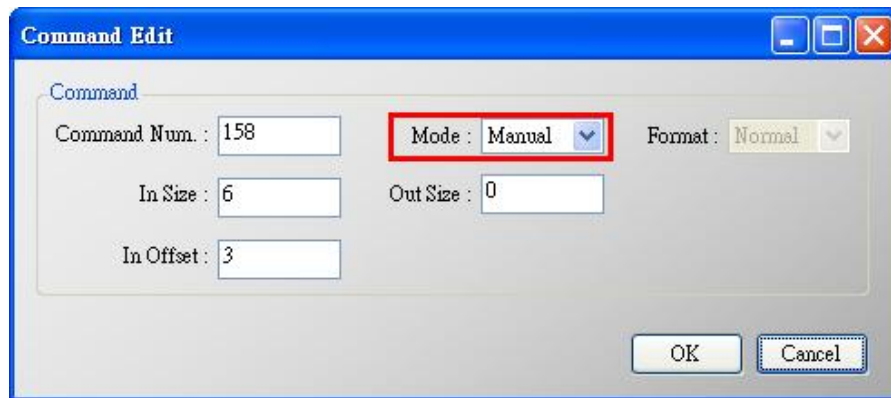 Command Edit
Command
Command Num. : 158 Mode : Manual Format : Normal
In Size : 6 Out Size : 0
In Offset : 3
OK Cancel